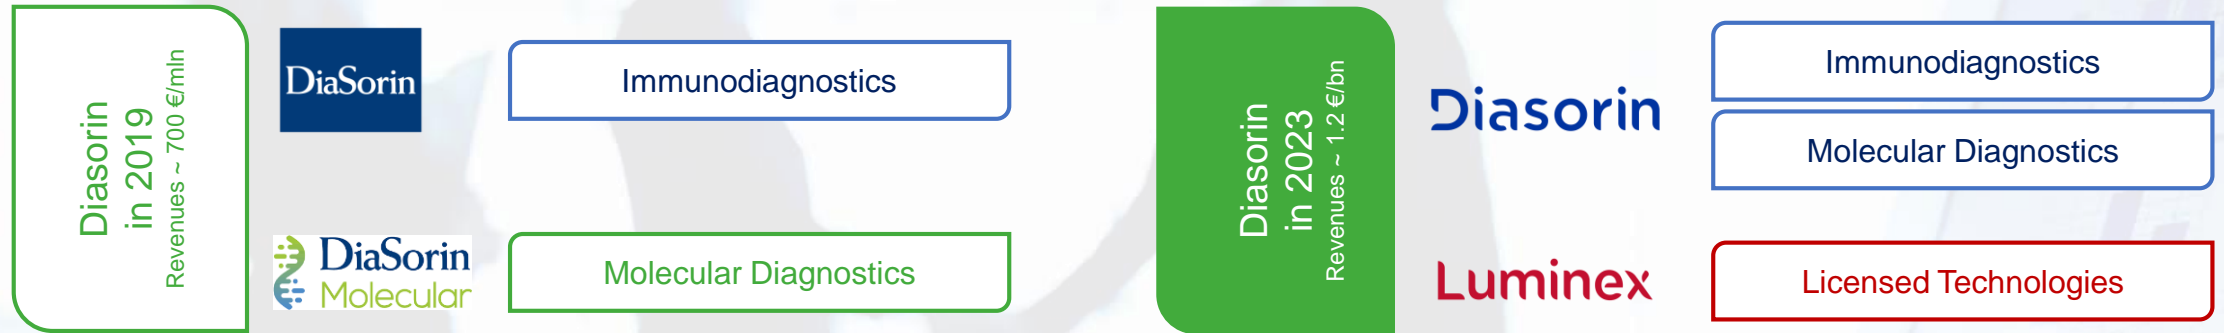 Diasorin
in 2019
Revenues ~ 700 €/mln
DiaSorin
Immunodiagnostics
DiaSorin
Molecular
Molecular Diagnostics
Diasorin
in 2023
Revenues ~ 1.2 €/bn
Diasorin
Immunodiagnostics
Molecular Diagnostics
Luminex
Licensed Technologies